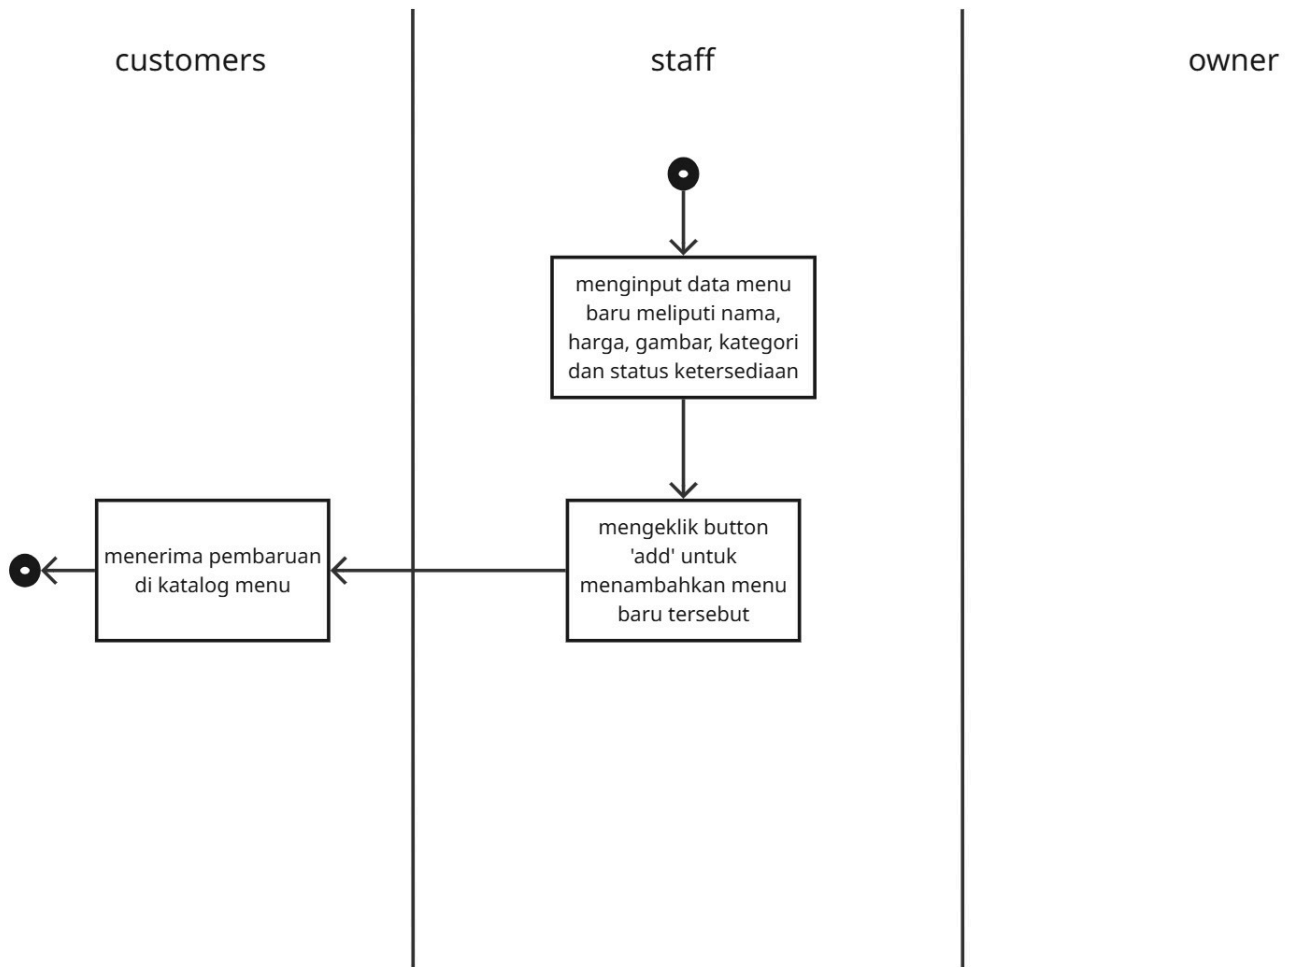 customers
staff
owner
menginput data menu
baru meliputi nama,
harga, gambar, kategori
dan status ketersediaan
mengeklik button
'add' untuk
menambahkan menu
baru tersebut
menerima pembaruan
di katalog menu